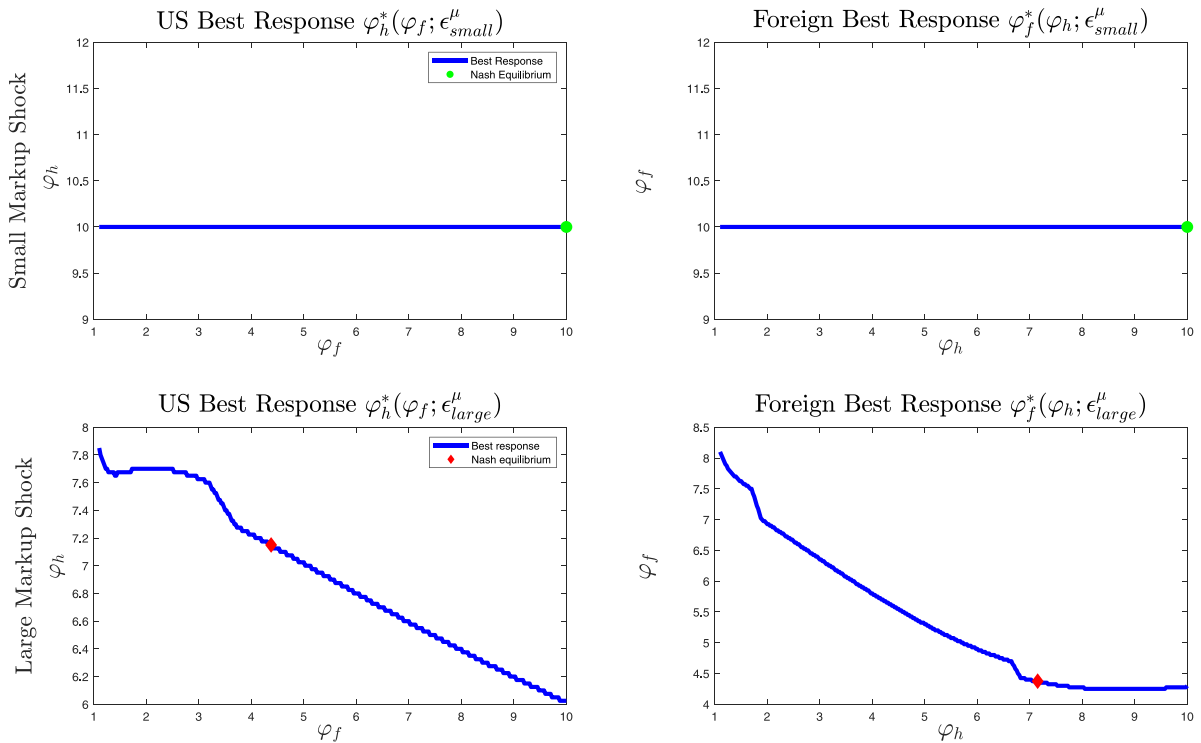 US Best Response φ*h(φf; ϵ^μ_small)
Small Markup Shock
φh
12
11.5
11
10.5
10
9.5
9
Best Response
Nash Equilibrium
1 2 3 4 5 6 7 8 9 10
φf
Foreign Best Response φ*f(φh; ϵ^μ_small)
φf
12
11.5
11
10.5
10
9.5
9
1 2 3 4 5 6 7 8 9 10
φh
US Best Response φ*h(φf; ϵ^μ_large)
Large Markup Shock
φh
8
7.8
7.6
7.4
7.2
7
6.8
6.6
6.4
6.2
6
Best response
Nash equilibrium
1 2 3 4 5 6 7 8 9 10
φf
Foreign Best Response φ*f(φh; ϵ^μ_large)
φf
8.5
8
7.5
7
6.5
6
5.5
5
4.5
4
1 2 3 4 5 6 7 8 9 10
φh